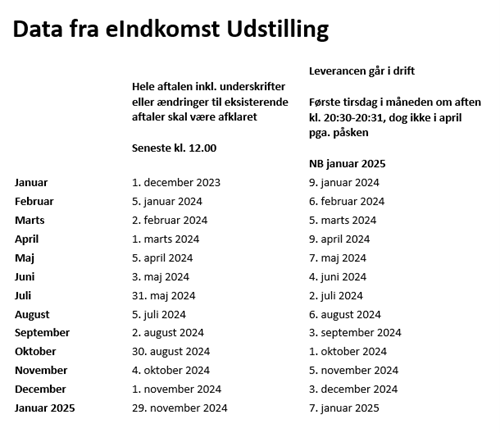 Data fra eIndkomst Udstilling
Leverancen går i drift
Hele aftalen inkl. underskrifter
eller ændringer til eksisterende
aftaler skal være afklaret
Første tirsdag i måneden om aften
kl. 20:30-20:31, dog ikke i april
pga. påsken
Seneste kl. 12.00
NB januar 2025
Januar 1. december 2023 9. januar 2024
Februar 5. januar 2024 6. februar 2024
Marts 2. februar 2024 5. marts 2024
April 1. marts 2024 9. april 2024
Maj 5. april 2024 7. maj 2024
Juni 3. maj 2024 4. juni 2024
Juli 31. maj 2024 2. juli 2024
August 5. juli 2024 6. august 2024
September 2. august 2024 3. september 2024
Oktober 30. august 2024 1. oktober 2024
November 4. oktober 2024 5. november 2024
December 1. november 2024 3. december 2024
Januar 2025 29. november 2024 7. januar 2025